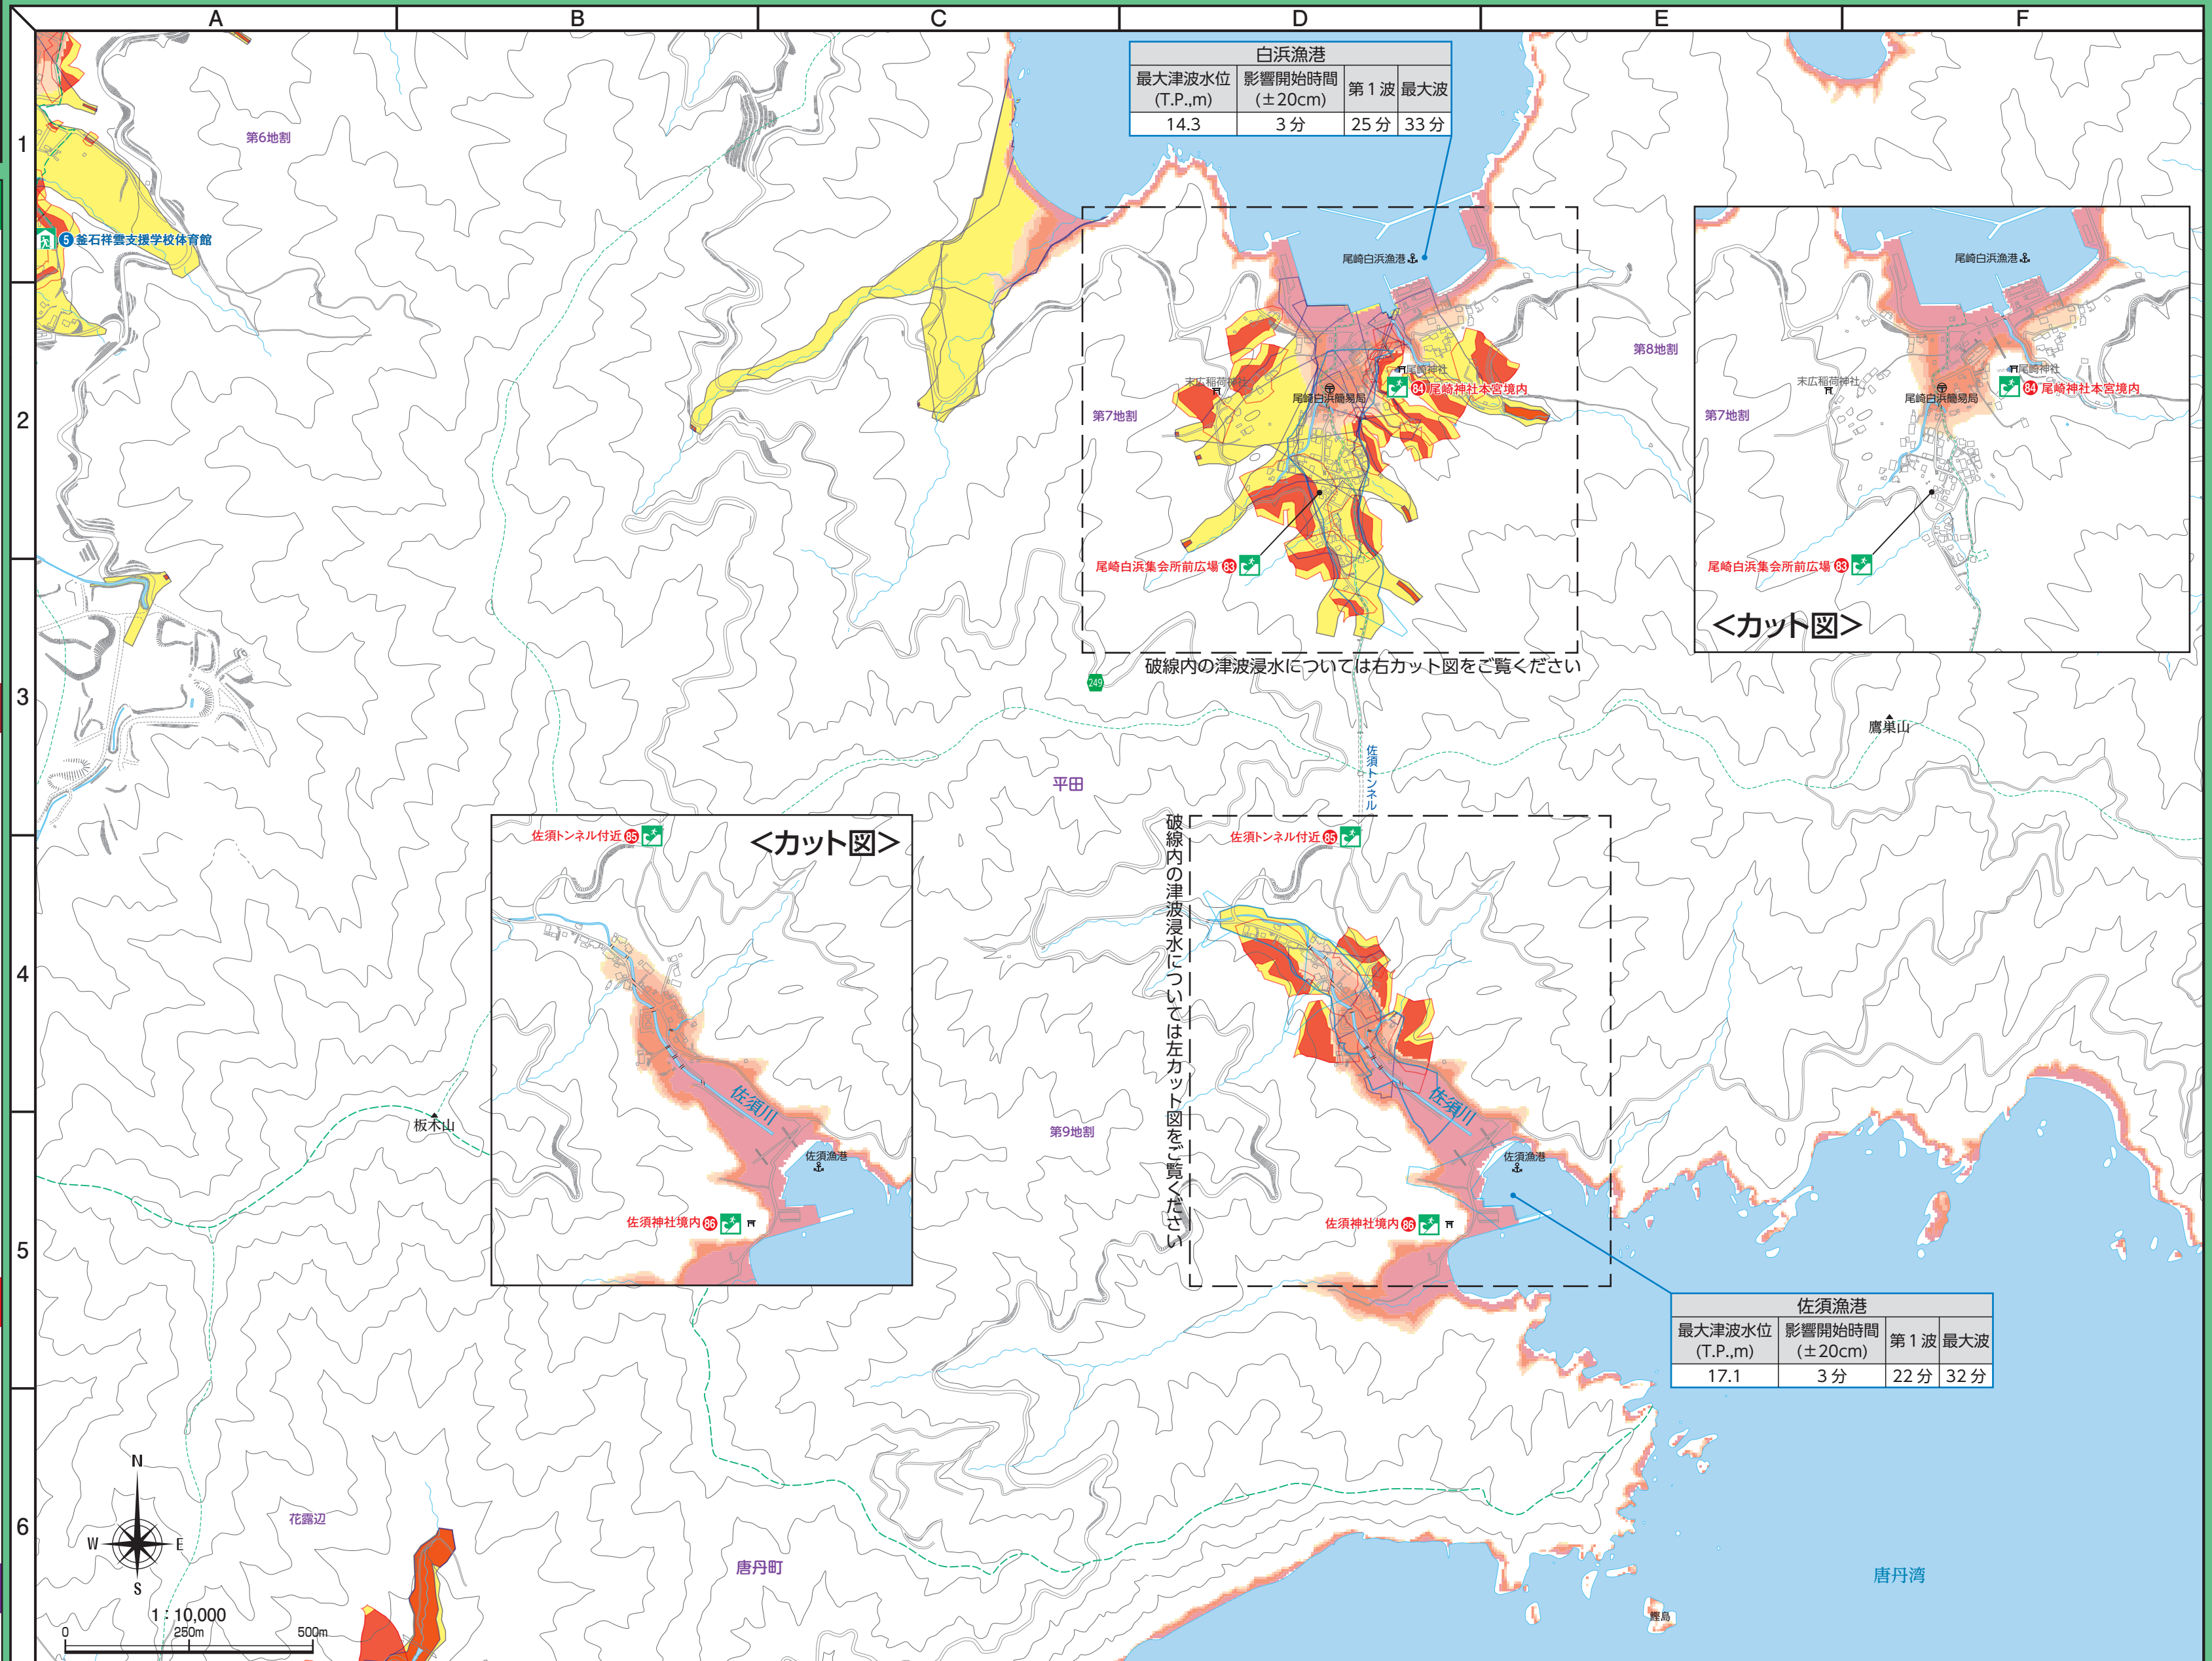 A B C D E F
1
2
3
4
5
6
白浜漁港
最大津波水位
(T.P.,m)
影響開始時間
(±20cm)
第1波
最大波
14.3
3分
25分
33分
第6地割
5 釜石祥雲支援学校体育館
尾崎白浜漁港
第7地割
第8地割
末広稲荷神社
尾崎神社
84 尾崎神社本宮境内
尾崎白浜簡易局
尾崎白浜集会所前広場 83
破線内の津波浸水については右カット図をご覧ください
尾崎白浜漁港
末広稲荷神社
尾崎神社
84 尾崎神社本宮境内
尾崎白浜簡易局
第7地割
尾崎白浜集会所前広場 83
<カット図>
249
鷹巣山
佐須トンネル
平田
佐須トンネル付近 85
<カット図>
佐須川
佐須漁港
佐須神社境内 86
破線内の津波浸水については左カット図をご覧ください
佐須トンネル付近 85
佐須川
佐須漁港
佐須神社境内 86
板木山
第9地割
佐須漁港
最大津波水位
(T.P.,m)
影響開始時間
(±20cm)
第1波
最大波
17.1
3分
22分
32分
花露辺
唐丹町
唐丹湾
鰹島
N
W
E
S
1:10,000
0 250m 500m